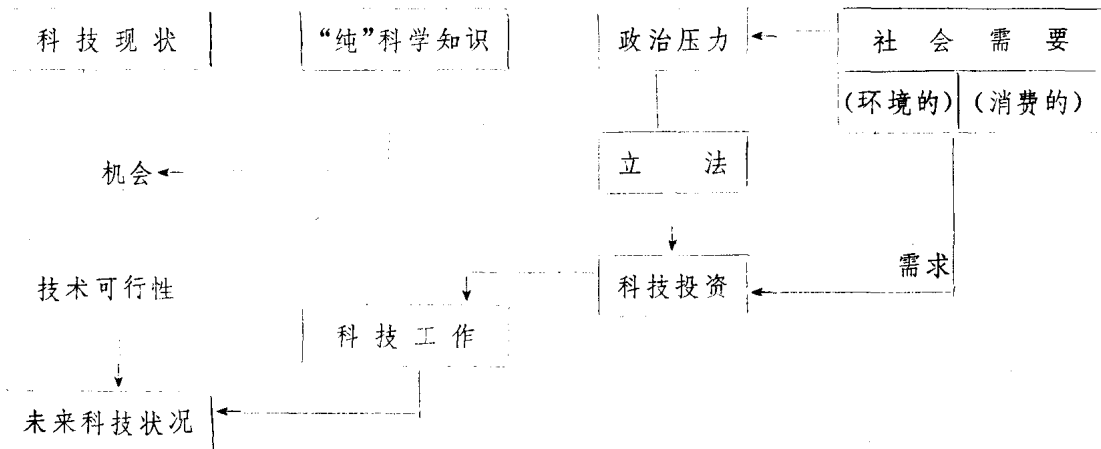 科技现状
“纯”科学知识
政治压力
社会需要
(环境的)
(消费的)
机会
立法
需求
技术可行性
科技投资
科技工作
未来科技状况